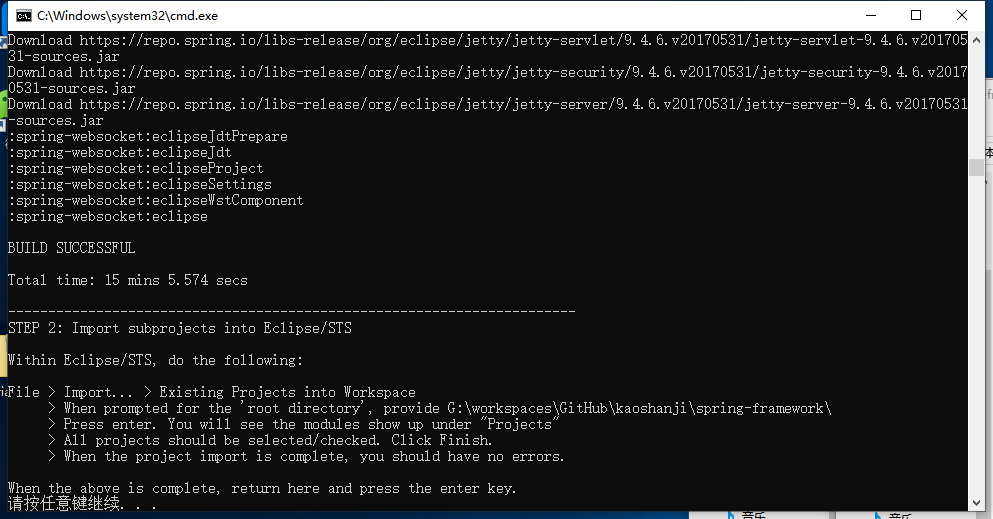 C:\Windows\system32\cmd.exe
Download https://repo.spring.io/libs-release/org/eclipse/jetty/jetty-servlet/9.4.6.v20170531/jetty-servlet-9.4.6.v201705
31-sources.jar
Download https://repo.spring.io/libs-release/org/eclipse/jetty/jetty-security/9.4.6.v20170531/jetty-security-9.4.6.v2017
0531-sources.jar
Download https://repo.spring.io/libs-release/org/eclipse/jetty/jetty-server/9.4.6.v20170531/jetty-server-9.4.6.v20170531
-sources.jar
:spring-websocket:eclipseJdtPrepare
:spring-websocket:eclipseJdt
:spring-websocket:eclipseProject
:spring-websocket:eclipseSettings
:spring-websocket:eclipseWstComponent
:spring-websocket:eclipse
BUILD SUCCESSFUL
Total time: 15 mins 5.574 secs
-----------------------------------------------------------------------
STEP 2: Import subprojects into Eclipse/STS
Within Eclipse/STS, do the following:
File > Import... > Existing Projects into Workspace
> When prompted for the 'root directory', provide G:\workspaces\GitHub\kaoshanji\spring-framework\
> Press enter. You will see the modules show up under "Projects"
> All projects should be selected/checked. Click Finish.
> When the project import is complete, you should have no errors.
When the above is complete, return here and press the enter key.
请按任意键继续. . .
音乐 音乐